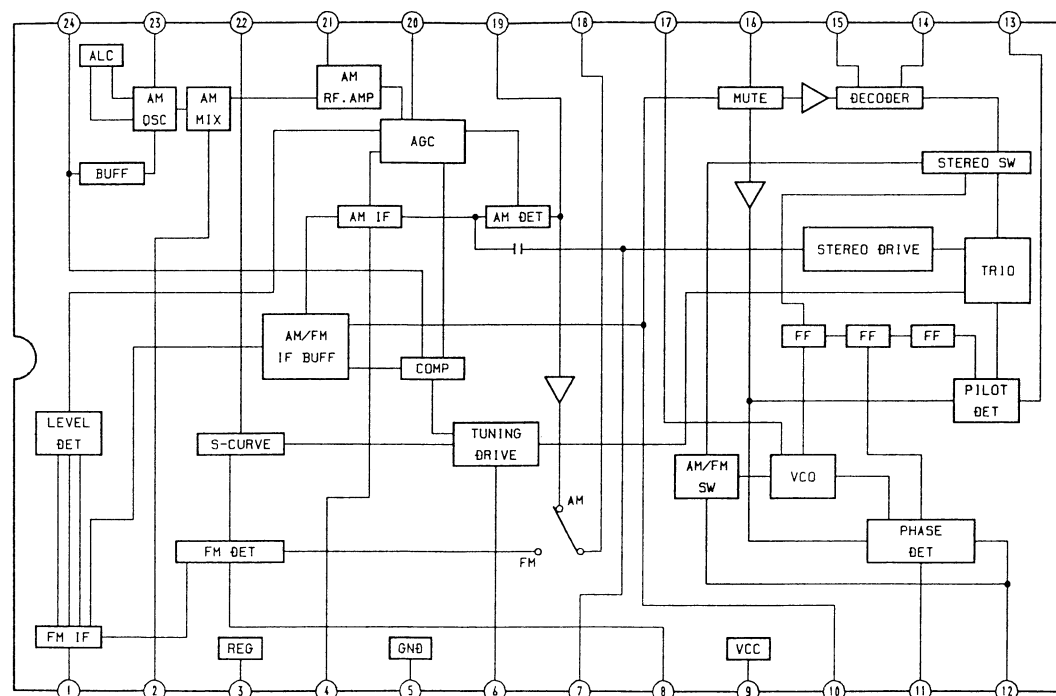 24 23 22 21 20 19 18 17 16 15 14 13
ALC
AM
OSC
AM
MIX
AM
RF.AMP
MUTE
DECODER
AGC
BUFF
STEREO SW
AM IF
AM DET
STEREO DRIVE
TRIO
AM/FM
IF BUFF
COMP
FF
FF
FF
PILOT
DET
LEVEL
DET
S-CURVE
TUNING
DRIVE
AM/FM
SW
VCO
AM
FM
FM DET
PHASE
DET
FM IF
REG
GND
VCC
1 2 3 4 5 6 7 8 9 10 11 12